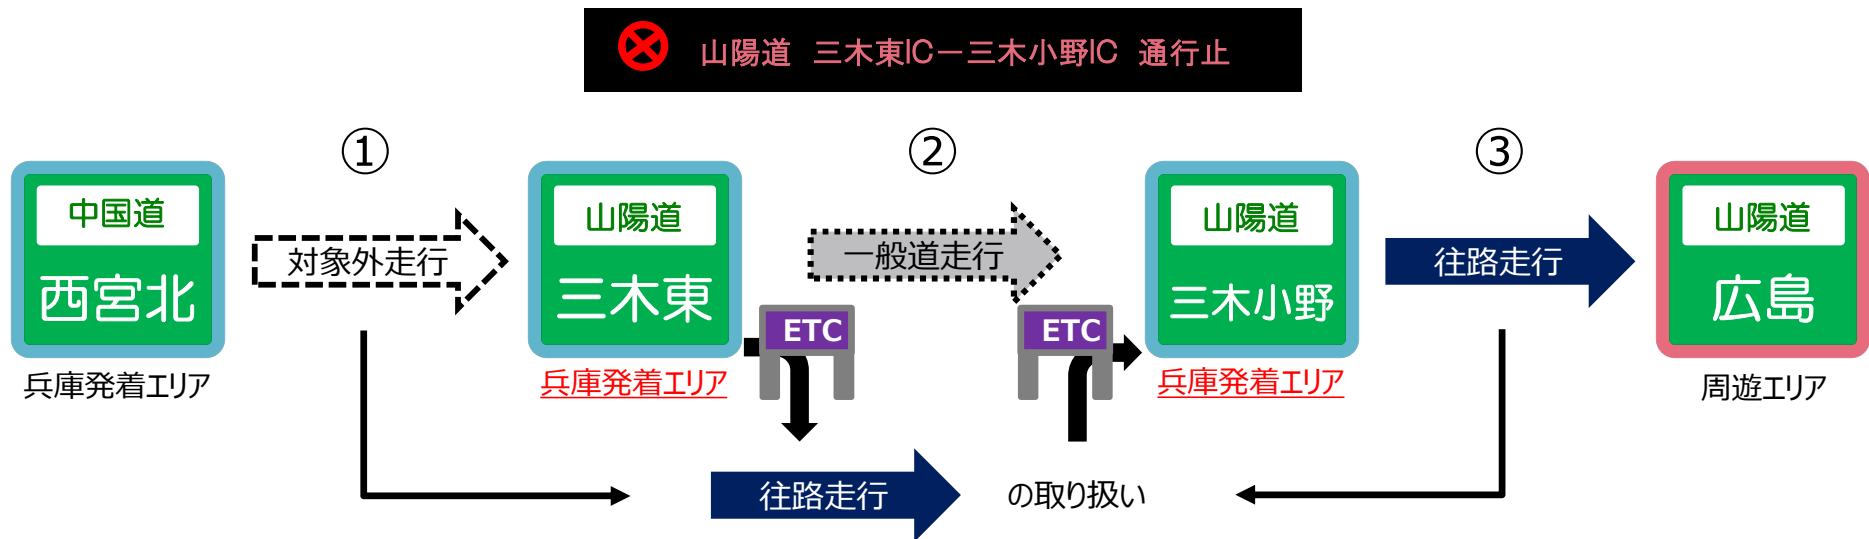 山陽道　三木東IC－三木小野IC　通行止
①
②
③
中国道
西宮北
兵庫発着エリア
対象外走行
山陽道
三木東
兵庫発着エリア
ETC
一般道走行
ETC
山陽道
三木小野
兵庫発着エリア
往路走行
山陽道
広島
周遊エリア
往路走行
の取り扱い